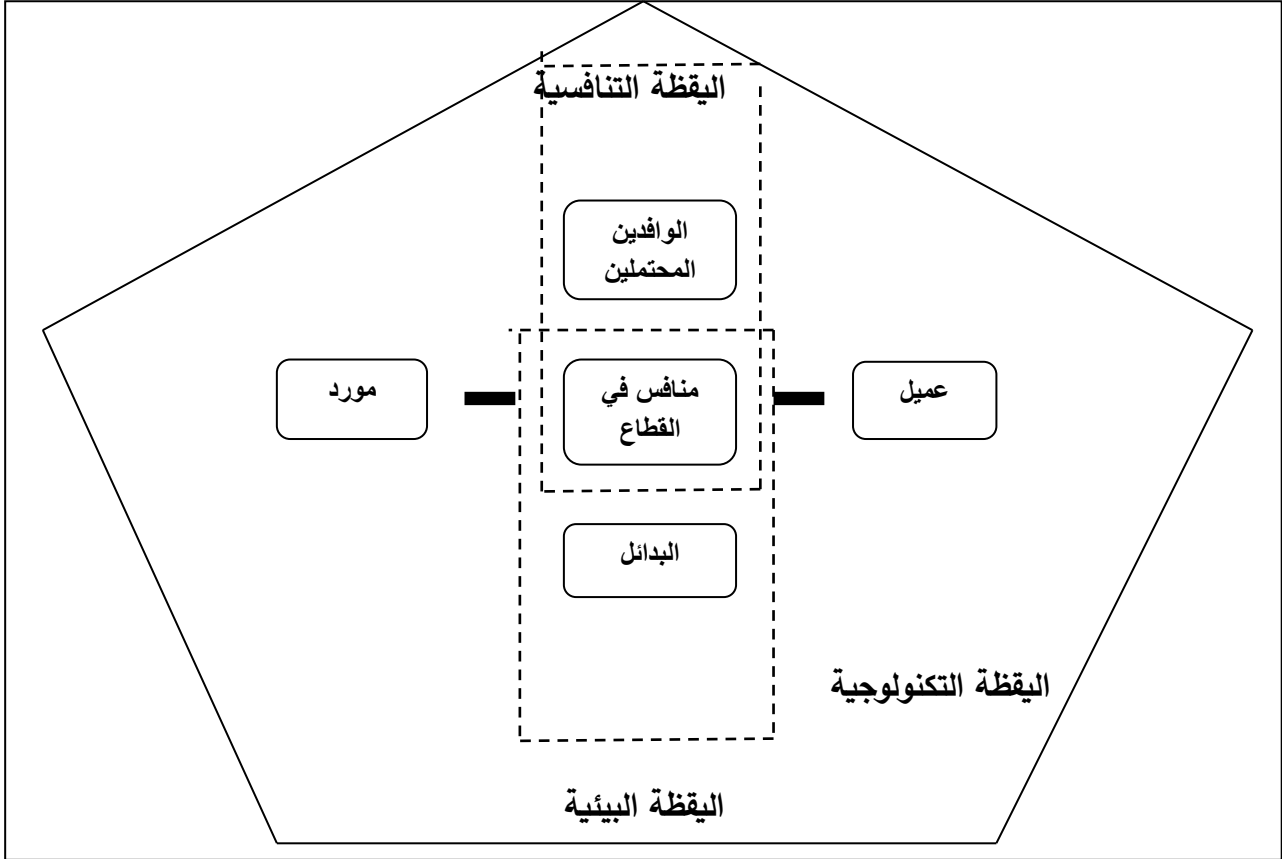 اليقظة التنافسية
الوافدين
المحتملين
عميل
منافس في
القطاع
مورد
البدائل
اليقظة التكنولوجية
اليقظة البيئية